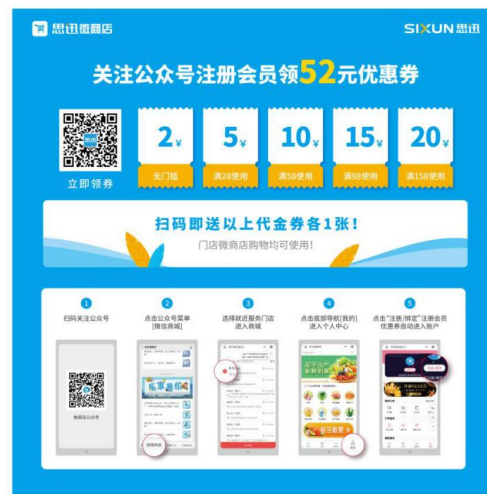 思迅微商店
SIXUN思迅
关注公众号注册会员领52元优惠券
立即领券
2¥
无门槛
5¥
满28使用
10¥
满58使用
15¥
满98使用
20¥
满158使用
扫码即送以上代金券各1张！
门店微商店购物均可使用！
1
扫码关注公众号
2
点击公众号菜单
[微信商城]
3
选择就近服务门店
进入商城
4
点击底部导航[我的]
进入个人中心
5
点击"注册/绑定"注册会员
优惠券自动进入账户
微商店公众号